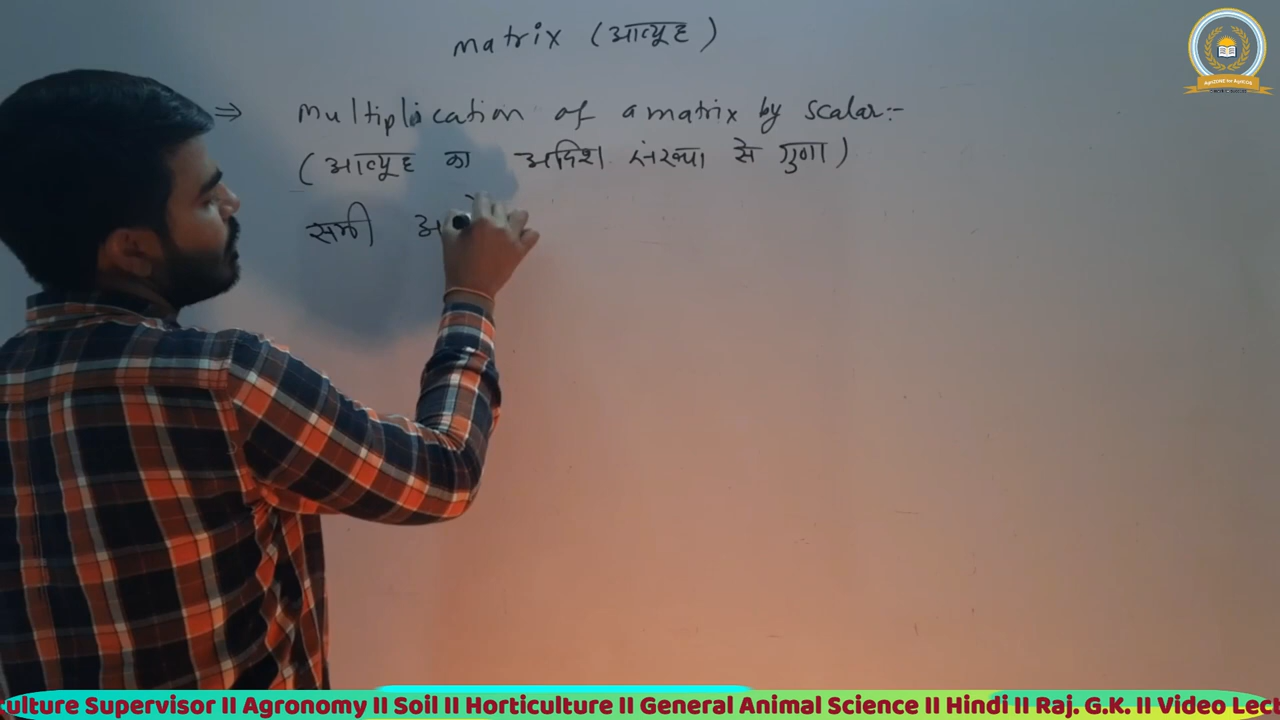 Matrix (आव्यूह)
⇒ Multiplication of a matrix by scalar:-
(आव्यूह का अदिश संख्या से गुणा)
सभी
ulture Supervisor II Agronomy II Soil II Horticulture II General Animal Science II Hindi II Raj. G.K. II Video Lect